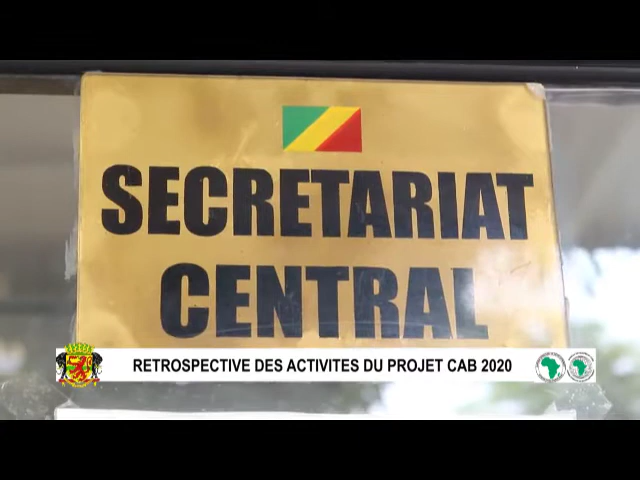 SECRETARIAT
CENTRAL
RETROSPECTIVE DES ACTIVITES DU PROJET CAB 2020